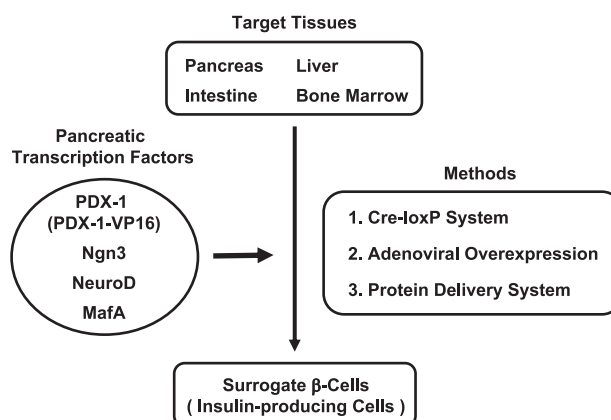 Target Tissues
Pancreas Liver
Intestine Bone Marrow
Pancreatic
Transcription Factors
PDX-1
(PDX-1-VP16)
Ngn3
NeuroD
MafA
Methods
1. Cre-loxP System
2. Adenoviral Overexpression
3. Protein Delivery System
Surrogate β-Cells
( Insulin-producing Cells )